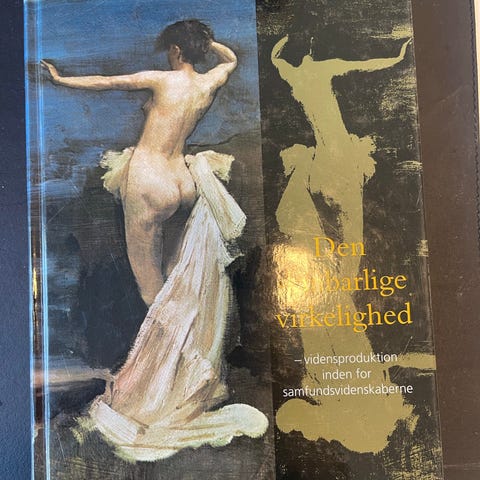 Den
virkelighed
– vidensproduktion
inden for
samfundsvidenskaberne